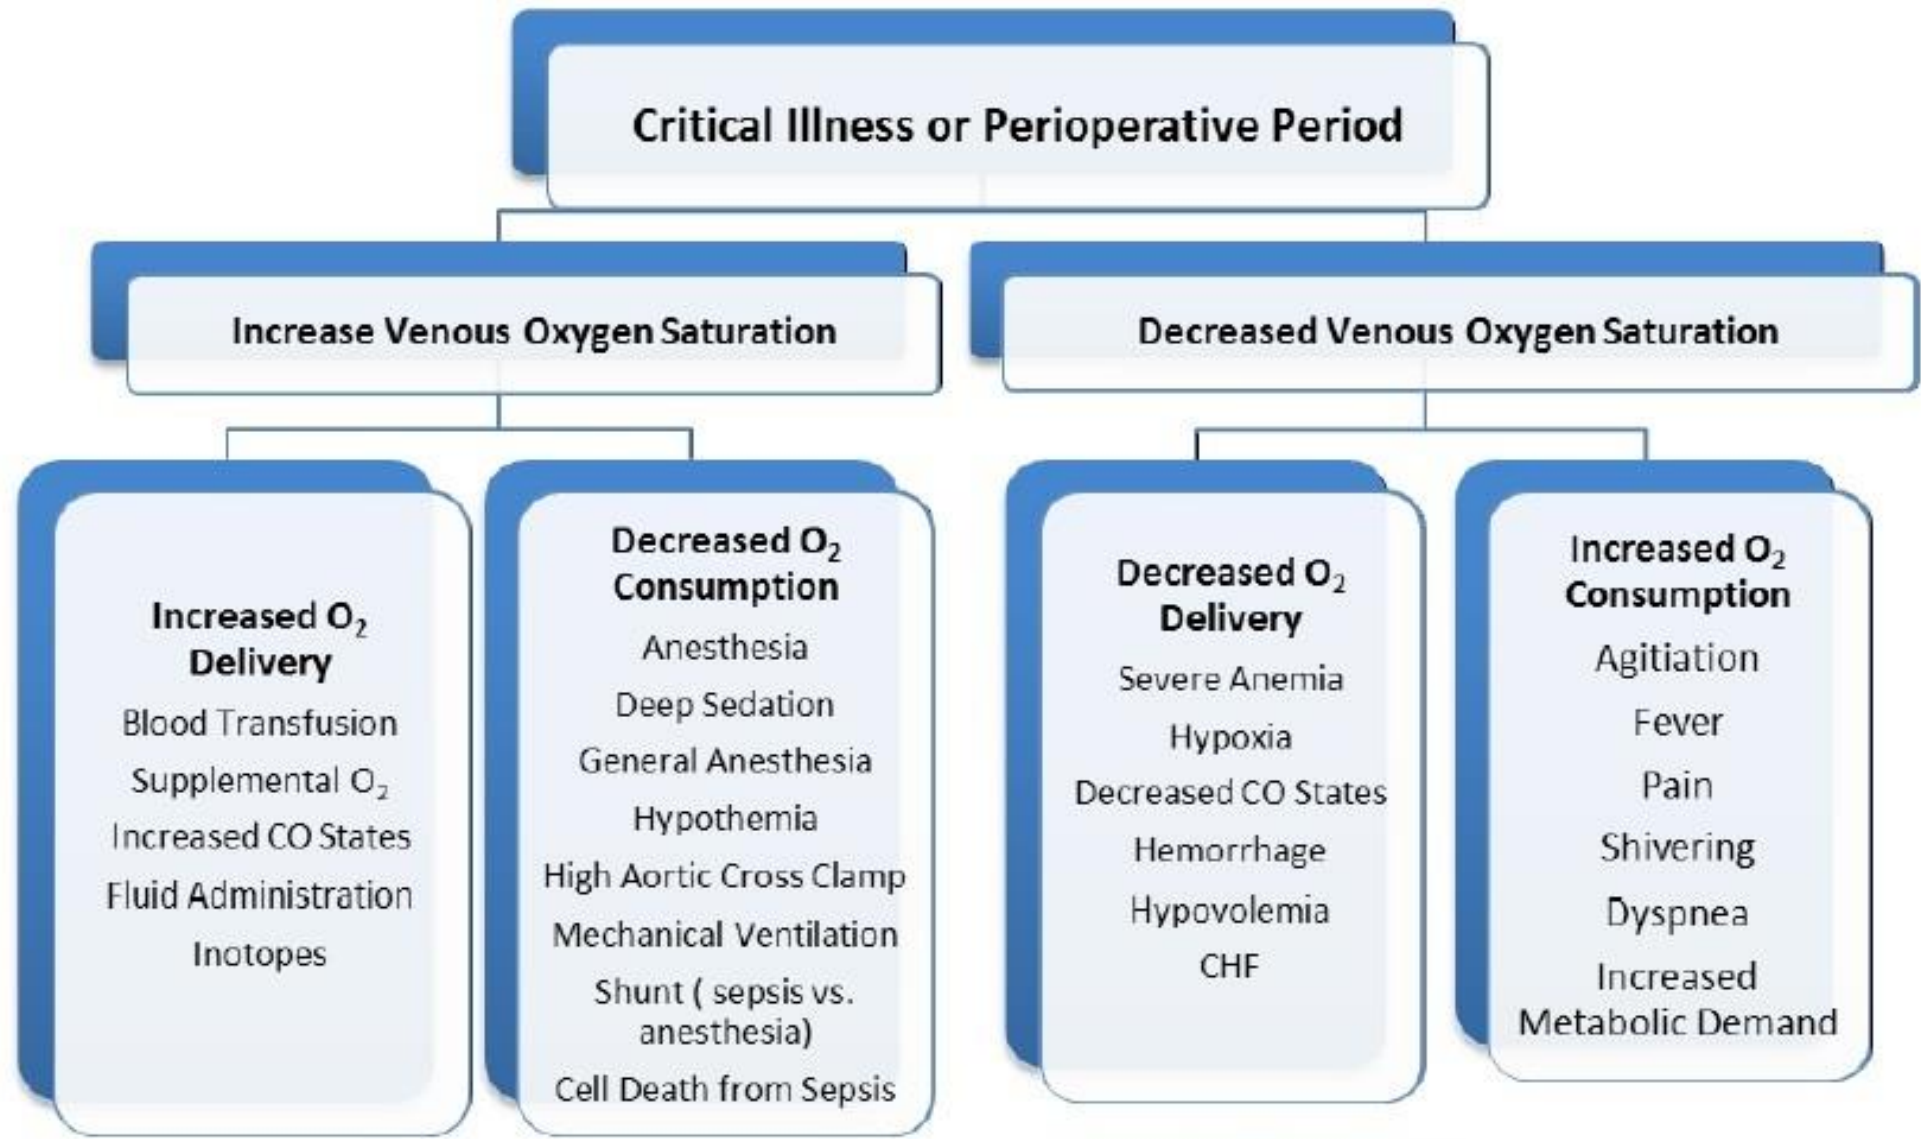 Critical Illness or Perioperative Period
Increase Venous Oxygen Saturation
Decreased Venous Oxygen Saturation
Increased O₂
Delivery
Blood Transfusion
Supplemental O₂
Increased CO States
Fluid Administration
Inotopes
Decreased O₂
Consumption
Anesthesia
Deep Sedation
General Anesthesia
Hypothemia
High Aortic Cross Clamp
Mechanical Ventilation
Shunt ( sepsis vs.
anesthesia)
Cell Death from Sepsis
Decreased O₂
Delivery
Severe Anemia
Hypoxia
Decreased CO States
Hemorrhage
Hypovolemia
CHF
Increased O₂
Consumption
Agitiation
Fever
Pain
Shivering
Dyspnea
Increased
Metabolic Demand